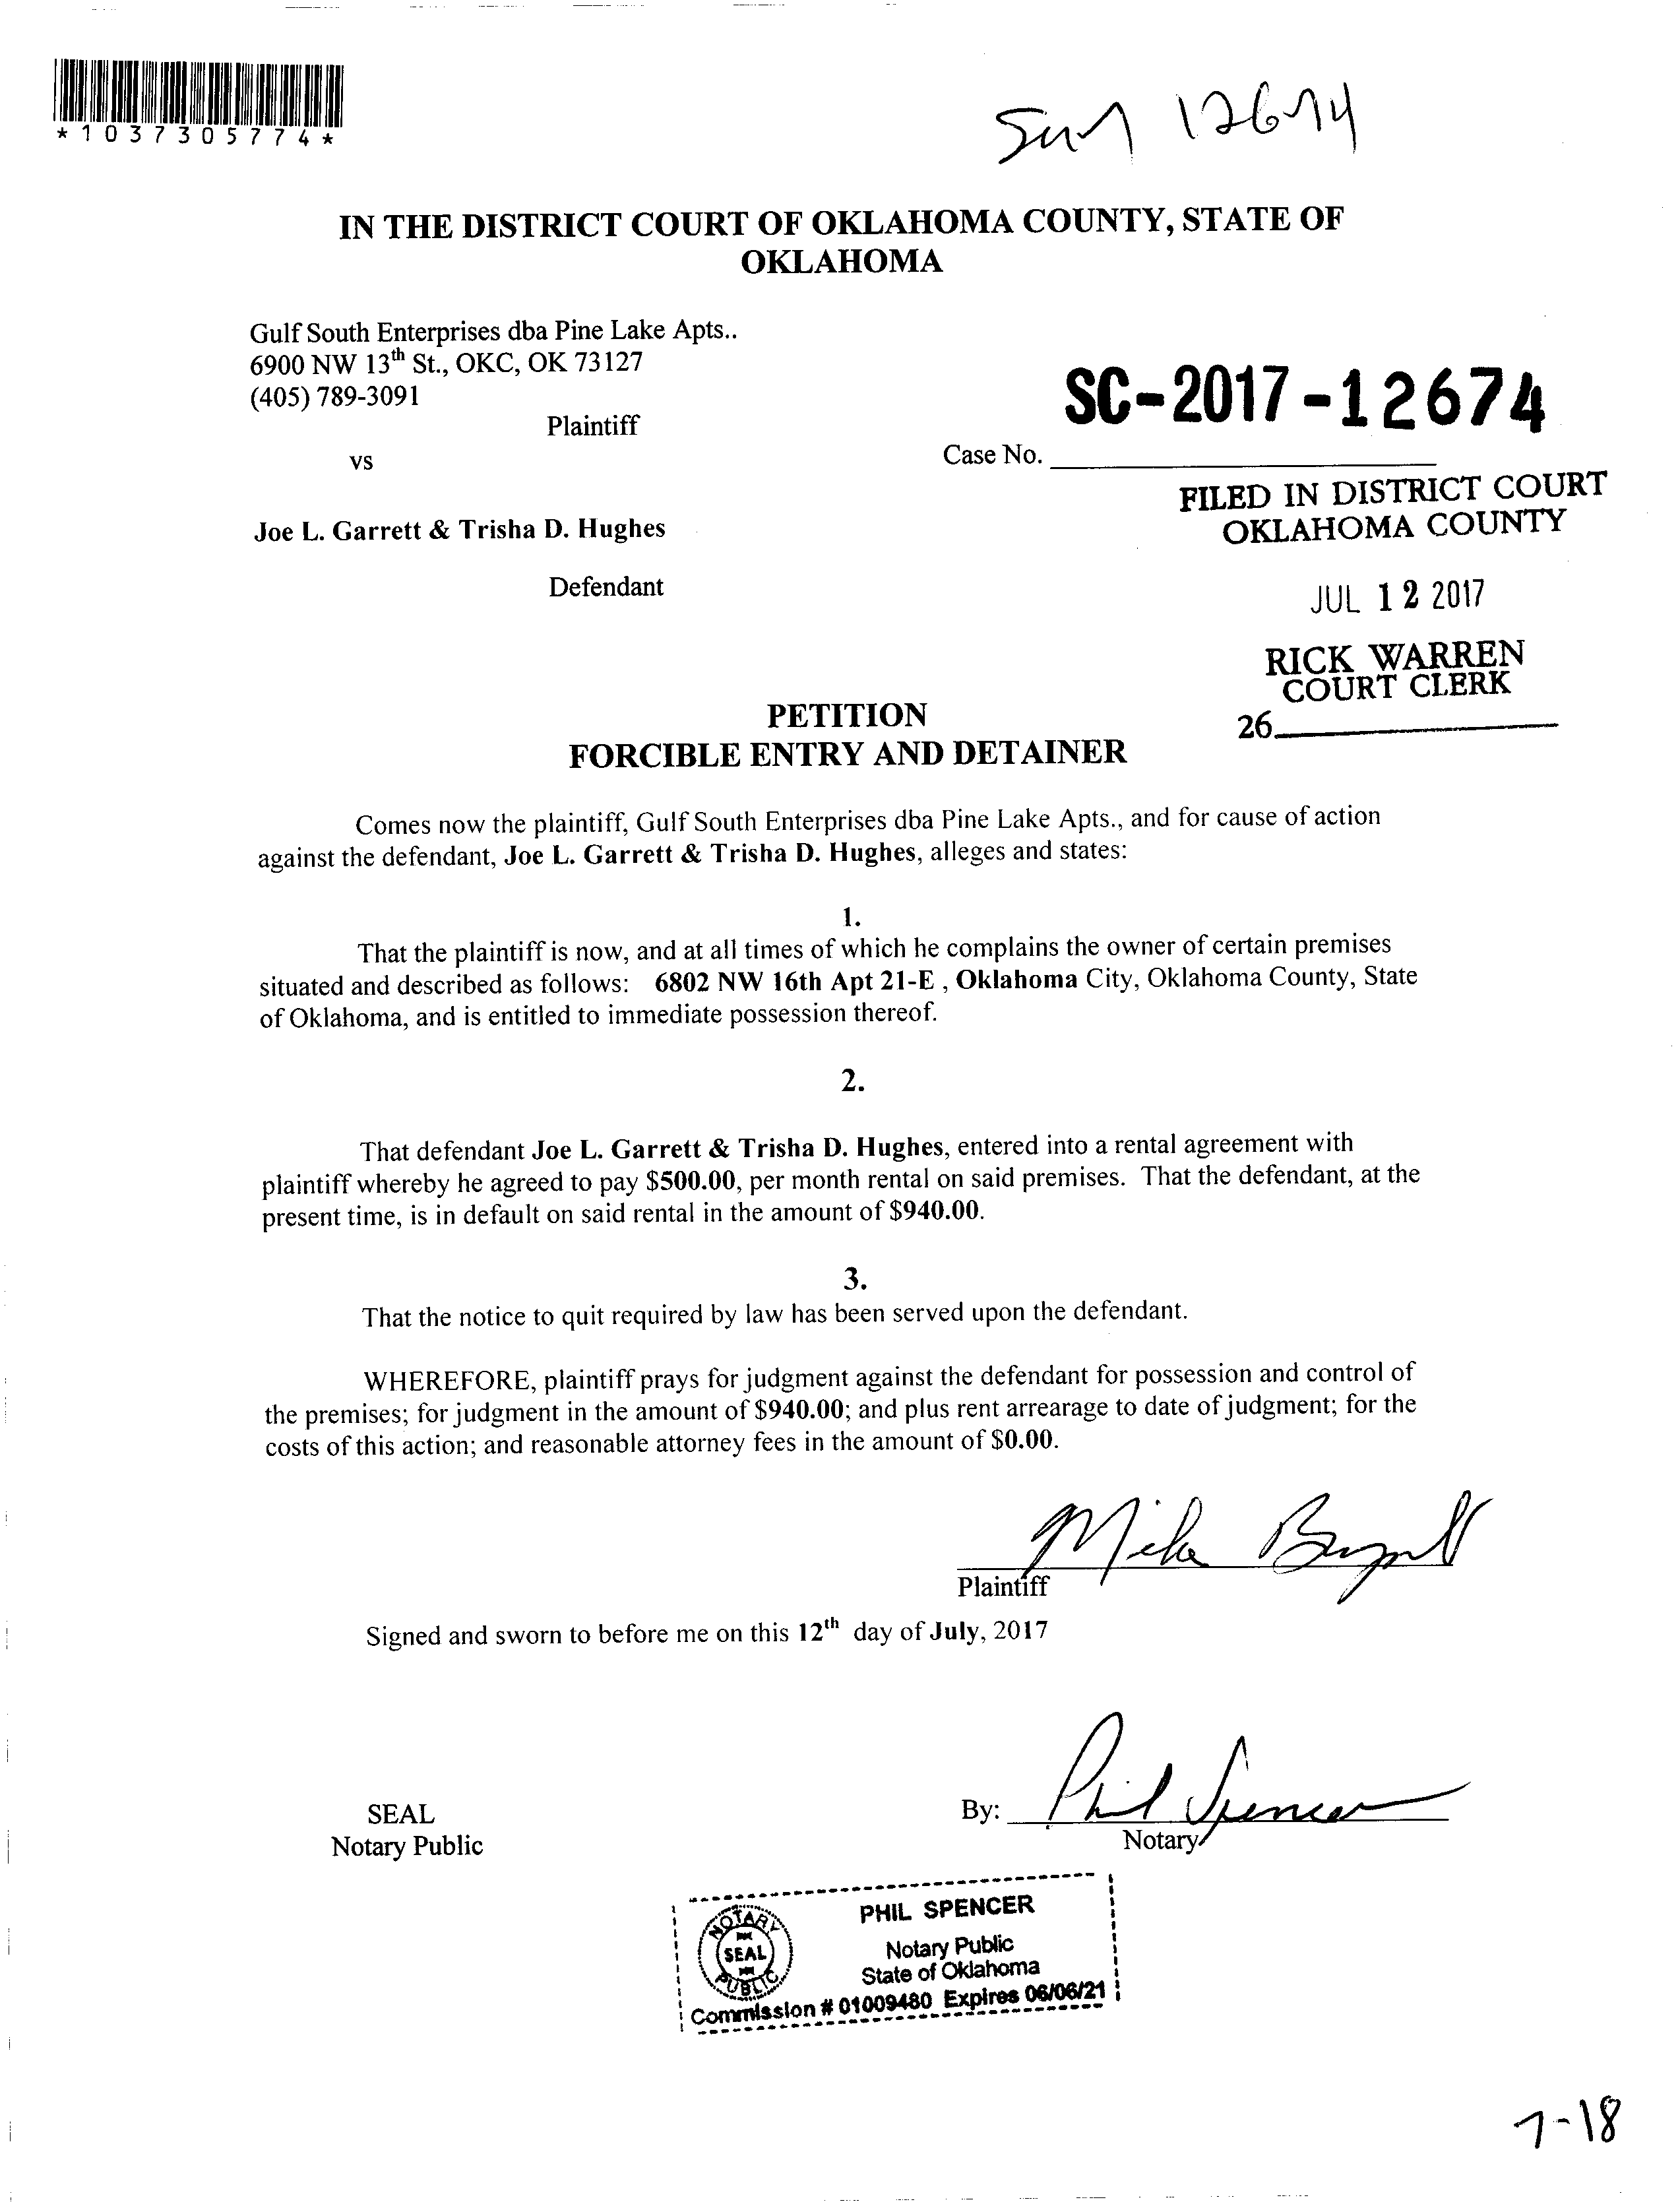 *1037305774*
12674
IN THE DISTRICT COURT OF OKLAHOMA COUNTY, STATE OF
OKLAHOMA
Gulf South Enterprises dba Pine Lake Apts..
6900 NW 13th St., OKC, OK 73127
(405) 789-3091
Plaintiff
vs
SC-2017-12674
Case No.
Joe L. Garrett & Trisha D. Hughes
Defendant
FILED IN DISTRICT COURT
OKLAHOMA COUNTY
JUL 12 2017
RICK WARREN
COURT CLERK
26
PETITION
FORCIBLE ENTRY AND DETAINER
Comes now the plaintiff, Gulf South Enterprises dba Pine Lake Apts., and for cause of action
against the defendant, Joe L. Garrett & Trisha D. Hughes, alleges and states:
1.
That the plaintiff is now, and at all times of which he complains the owner of certain premises
situated and described as follows: 6802 NW 16th Apt 21-E , Oklahoma City, Oklahoma County, State
of Oklahoma, and is entitled to immediate possession thereof.
2.
That defendant Joe L. Garrett & Trisha D. Hughes, entered into a rental agreement with
plaintiff whereby he agreed to pay $500.00, per month rental on said premises. That the defendant, at the
present time, is in default on said rental in the amount of $940.00.
3.
That the notice to quit required by law has been served upon the defendant.
WHEREFORE, plaintiff prays for judgment against the defendant for possession and control of
the premises; for judgment in the amount of $940.00; and plus rent arrearage to date of judgment; for the
costs of this action; and reasonable attorney fees in the amount of $0.00.
Mike
Plaintiff
Signed and sworn to before me on this 12th day of July, 2017
SEAL
Notary Public
By: Phil Spencer
Notary
NOTARY PUBLIC
SEAL
PHIL SPENCER
Notary Public
State of Oklahoma
Commission # 01009480 Expires 06/06/21
7-18